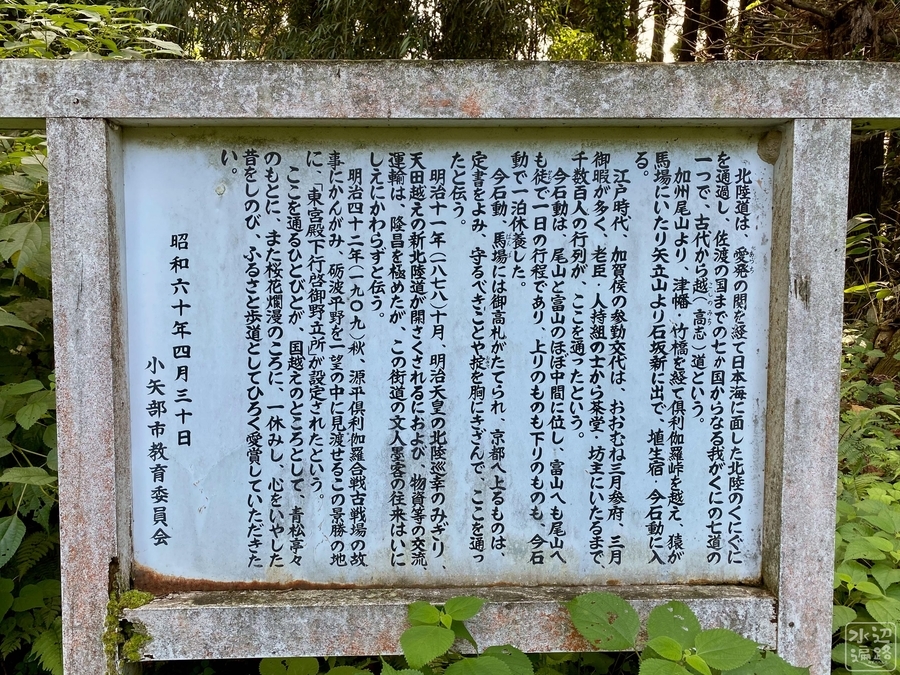 北陸道は、愛発の関を経て日本海に面した北陸のくにぐに
を通過し、佐渡の国までの七か国からなる我がくにの七道の
一つで、古代から越（高志）道という。
加州尾山より、津幡・竹橋を経て倶利伽羅峠を越え、猿が
馬場にいたり矢立山より石坂新に出で、埴生宿・今石動に入
る。
江戸時代、加賀侯の参勤交代は、おおむね三月参府、三月
御暇が多く、老臣・人持組の士から茶堂・坊主にいたるまで
千数百人の行列が、ここを通ったという。
今石動は、尾山と富山のほぼ中間に位し、富山へも尾山へ
も徒で一日の行程であり、上りのものも下りのものも、今石
動で一泊休養した。
今石動、馬場には御高札がたてられ、京都へ上るものは、
定書をよみ、守るべきことや掟を胸にきざんで、ここを通っ
たと伝う。
明治十一年（一八七八）十月、明治天皇の北陸巡幸のみぎり、
天田越えの新北陸道が開さくされるにおよび、物資等の交流、
運輸は、隆昌を極めたが、この街道の文人墨客の往来はいに
しえにかわらずと伝う。
明治四十二年（一九〇九）秋、源平倶利伽羅合戦古戦場の故
事にかんがみ、砺波平野を一望の中に見渡せるこの景勝の地
に、「東宮殿下行啓御野立所」が設定されたという。
ここを通るひとびとが、国越えのところとして、青松亭々
のもとに、また桜花爛漫のころに、一休みし、心をいやした
昔をしのび、ふるさと歩道としてひろく愛賞していただきた
い。
昭和六十年四月三十日
小矢部市教育委員会
水辺遍路